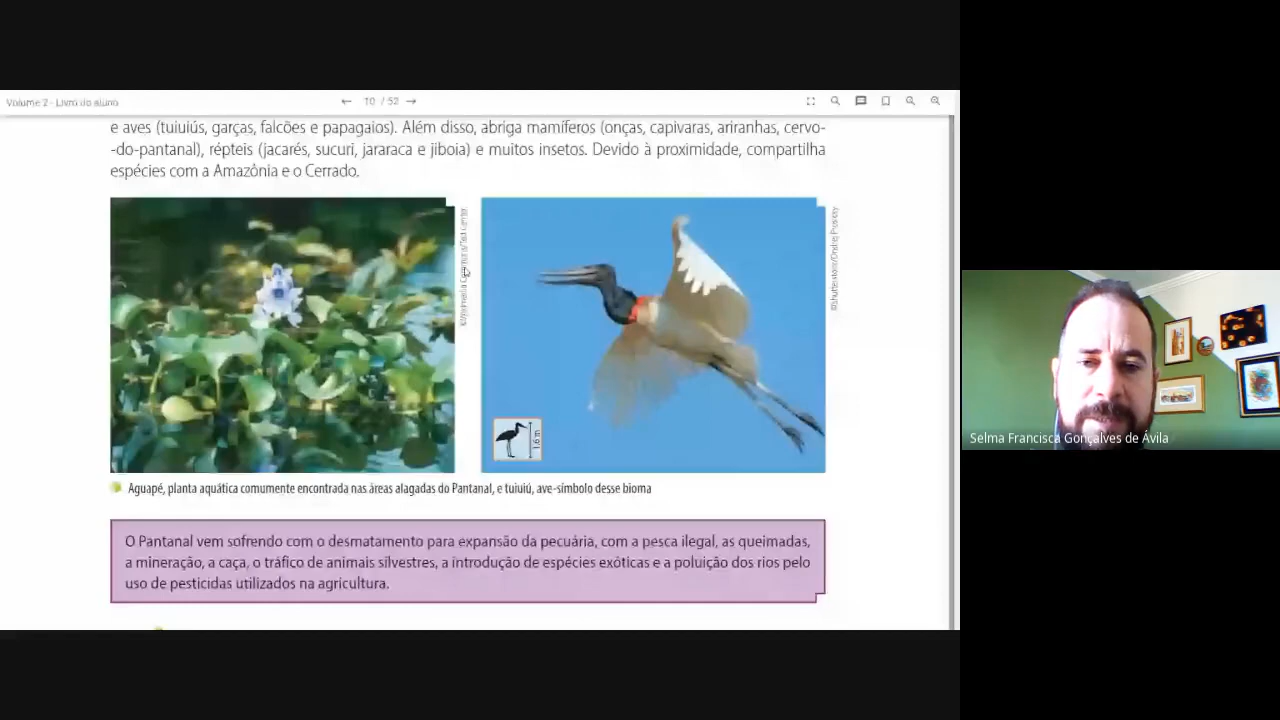 Volume 2 - Livro do aluno
10 / 52
e aves (tuiuiús, garças, falcões e papagaios). Além disso, abriga mamíferos (onças, capivaras, ariranhas, cervo-
-do-pantanal), répteis (jacarés, sucuri, jararaca e jiboia) e muitos insetos. Devido à proximidade, compartilha
espécies com a Amazônia e o Cerrado.
1,6 m
Aguapé, planta aquática comumente encontrada nas áreas alagadas do Pantanal, e tuiuiú, ave-símbolo desse bioma
O Pantanal vem sofrendo com o desmatamento para expansão da pecuária, com a pesca ilegal, as queimadas,
a mineração, a caça, o tráfico de animais silvestres, a introdução de espécies exóticas e a poluição dos rios pelo
uso de pesticidas utilizados na agricultura.
Selma Francisca Gonçalves de Ávila